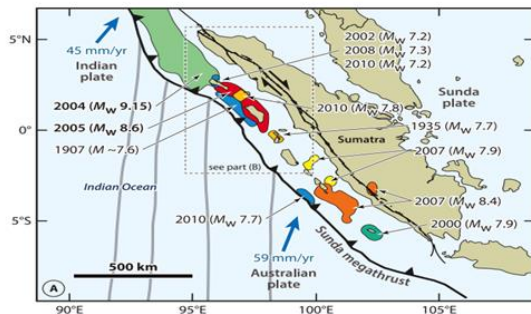 5°N
0°
5°S
45 mm/yr
Indian
plate
2002 (Mw 7.2)
2008 (Mw 7.3)
2010 (Mw 7.2)
Sunda
plate
2004 (Mw 9.15)
2010 (Mw 7.8)
2005 (Mw 8.6)
1935 (Mw 7.7)
1907 (M ~7.6)
Sumatra
2007 (Mw 7.9)
see part (B)
Indian Ocean
2007 (Mw 8.4)
2010 (Mw 7.7)
2000 (Mw 7.9)
Sunda megathrust
59 mm/yr
Australian
plate
A
500 km
90°E
95°E
100°E
105°E